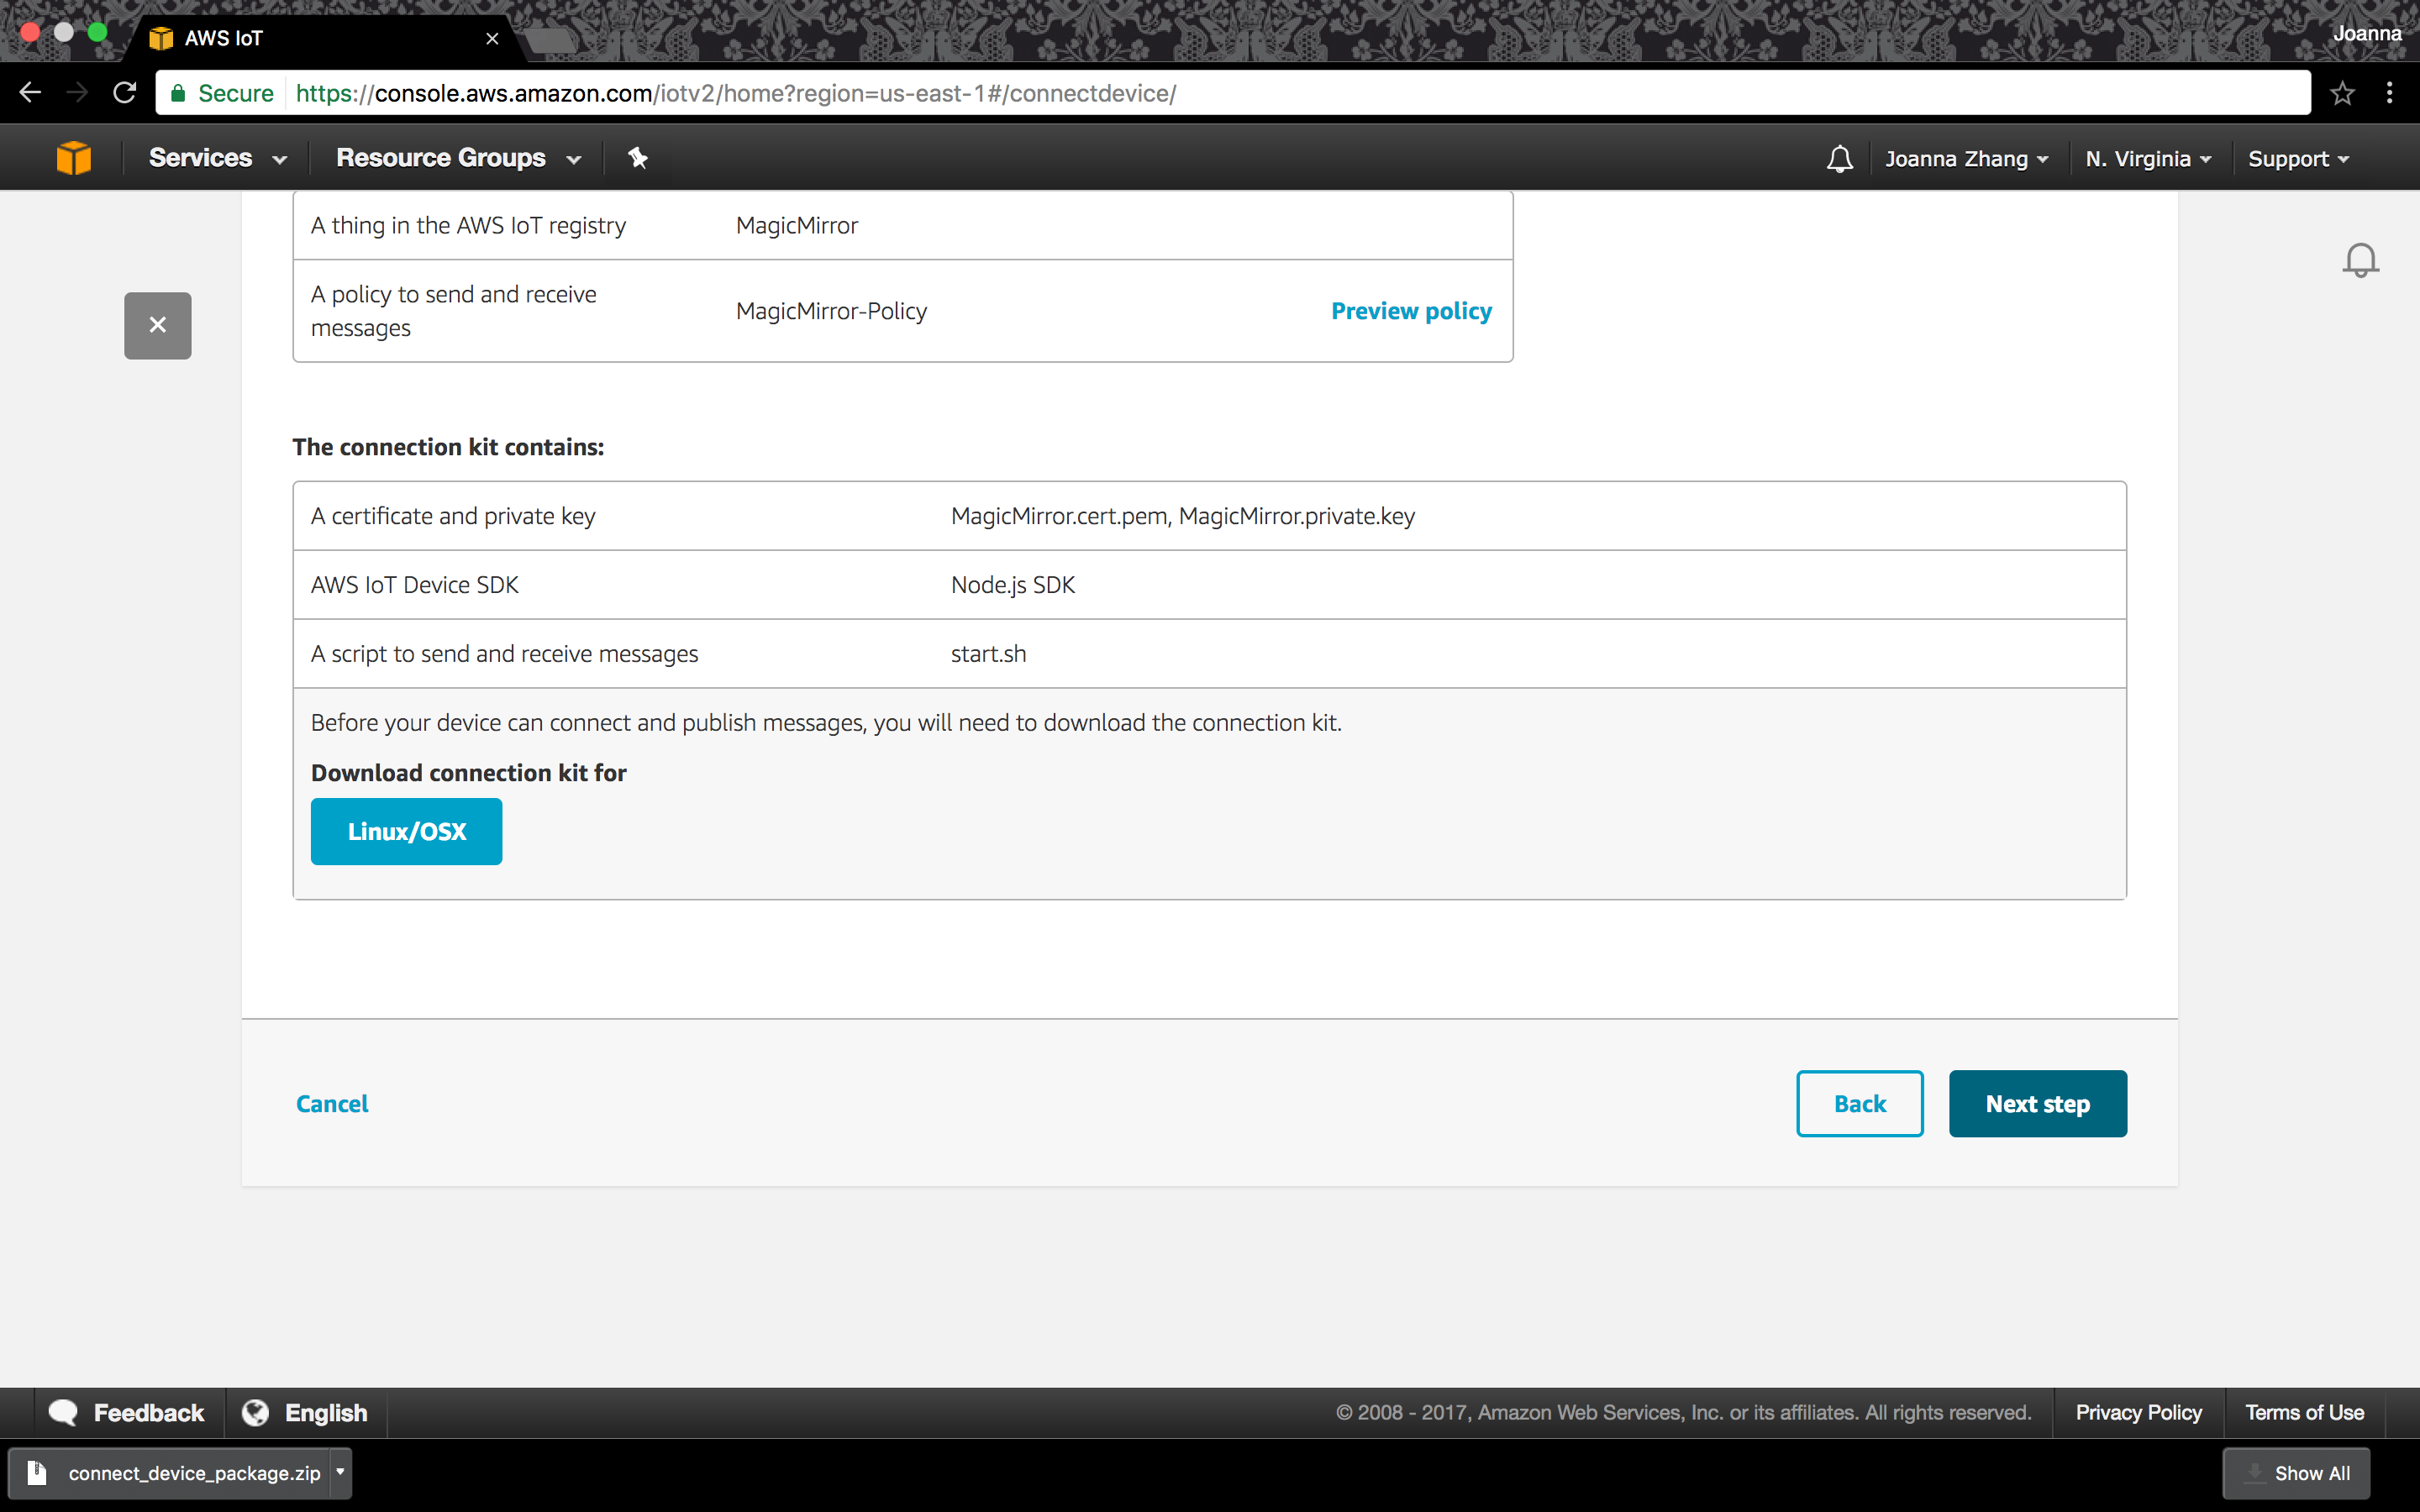 AWS IoT
Joanna
Secure https://console.aws.amazon.com/iotv2/home?region=us-east-1#/connectdevice/
Services Resource Groups Joanna Zhang N. Virginia Support
A thing in the AWS IoT registry MagicMirror
A policy to send and receive
messages MagicMirror-Policy Preview policy
The connection kit contains:
A certificate and private key MagicMirror.cert.pem, MagicMirror.private.key
AWS IoT Device SDK Node.js SDK
A script to send and receive messages start.sh
Before your device can connect and publish messages, you will need to download the connection kit.
Download connection kit for
Linux/OSX
Cancel Back Next step
Feedback English © 2008 - 2017, Amazon Web Services, Inc. or its affiliates. All rights reserved. Privacy Policy Terms of Use
connect_device_package.zip Show All